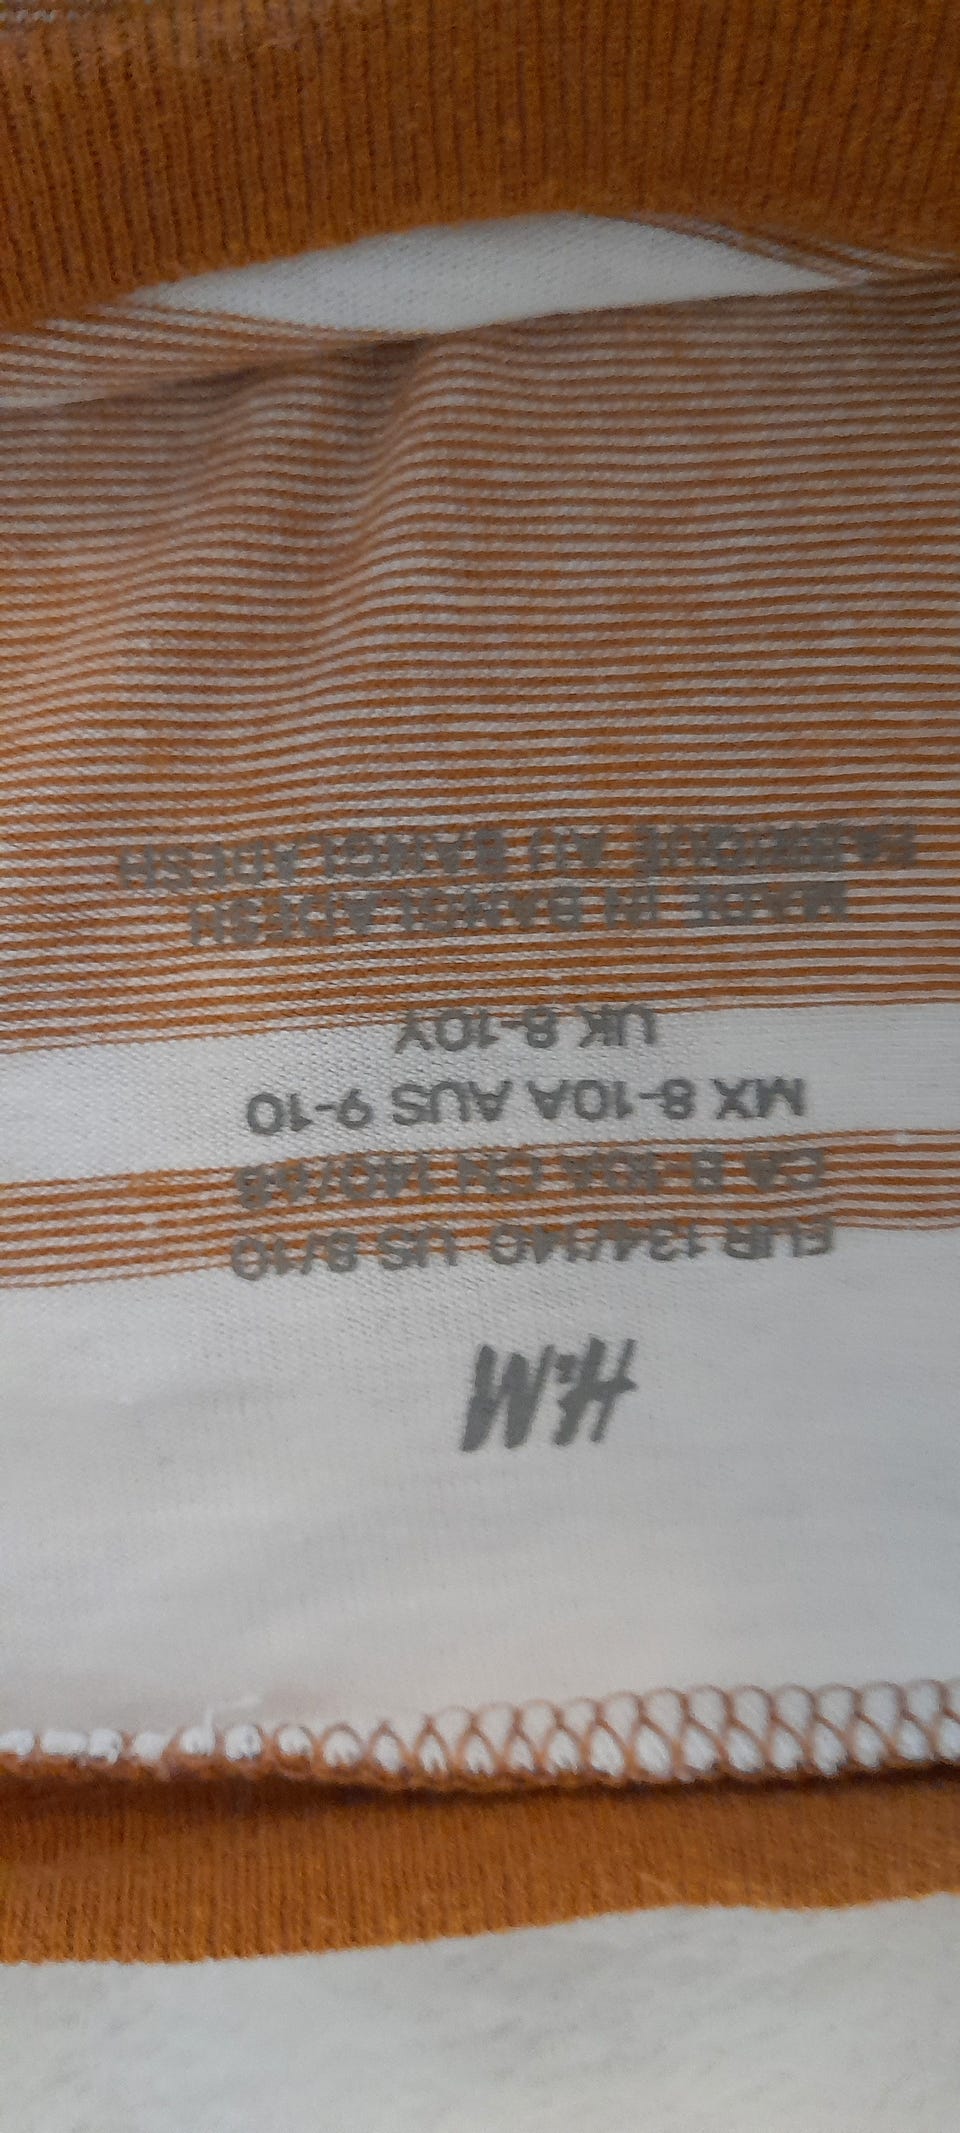 H&M
EUR 134/140 US 8/10
CA 8-10A CN 140/68
MX 8-10A AUS 9-10
UK 8-10Y
MADE IN BANGLADESH
FABRIQUE AU BANGLADESH